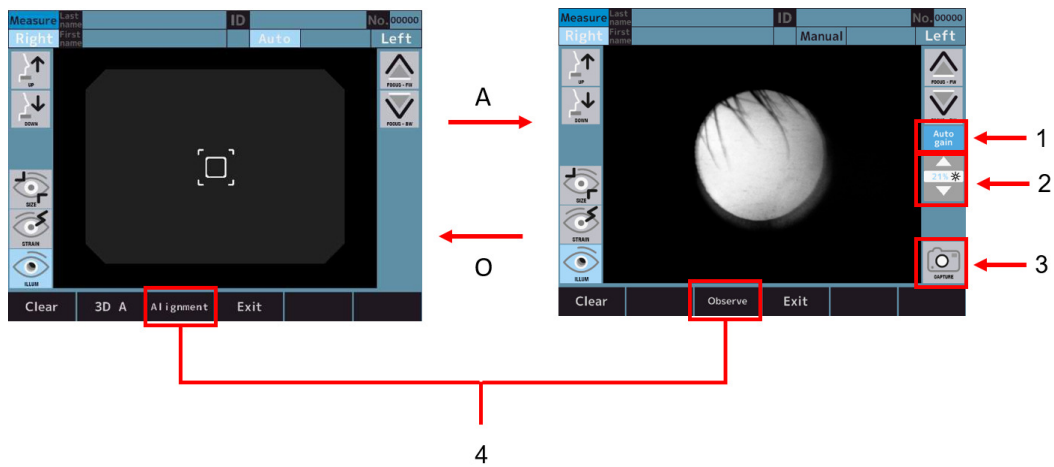 Measure Last name ID No. 00000
Right First name Auto Left
UP
FOCUS - FW
DOWN
FOCUS - BW
SIZE
STRAIN
ILLUM
Clear 3D A Alignment Exit
A
O
Measure Last name ID No. 00000
Right First name Manual Left
UP
FOCUS - FW
DOWN
Auto gain
21%
SIZE
STRAIN
ILLUM
CAPTURE
Clear Observe Exit
1
2
3
4